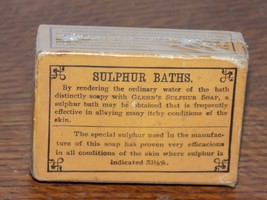 SULPHUR BATHS.
By rendering the ordinary water of the bath
distinctly soapy with GLENN'S SULPHUR SOAP, a
sulphur bath may be obtained that is frequently
effective in allaying many itchy conditions of the
skin.
The special sulphur used in the manufac-
ture of this soap has proven very efficacious
in all conditions of the skin where sulphur is
indicated 33⅓%.